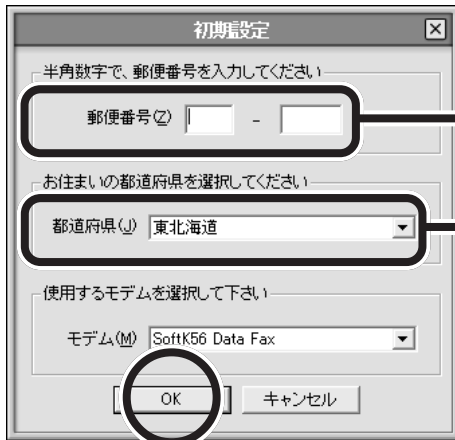 初期設定
半角数字で、郵便番号を入力してください
郵便番号(Z) -
お住まいの都道府県を選択してください
都道府県(J) 東北海道
使用するモデムを選択して下さい
モデム(M) SoftK56 Data Fax
OK キャンセル